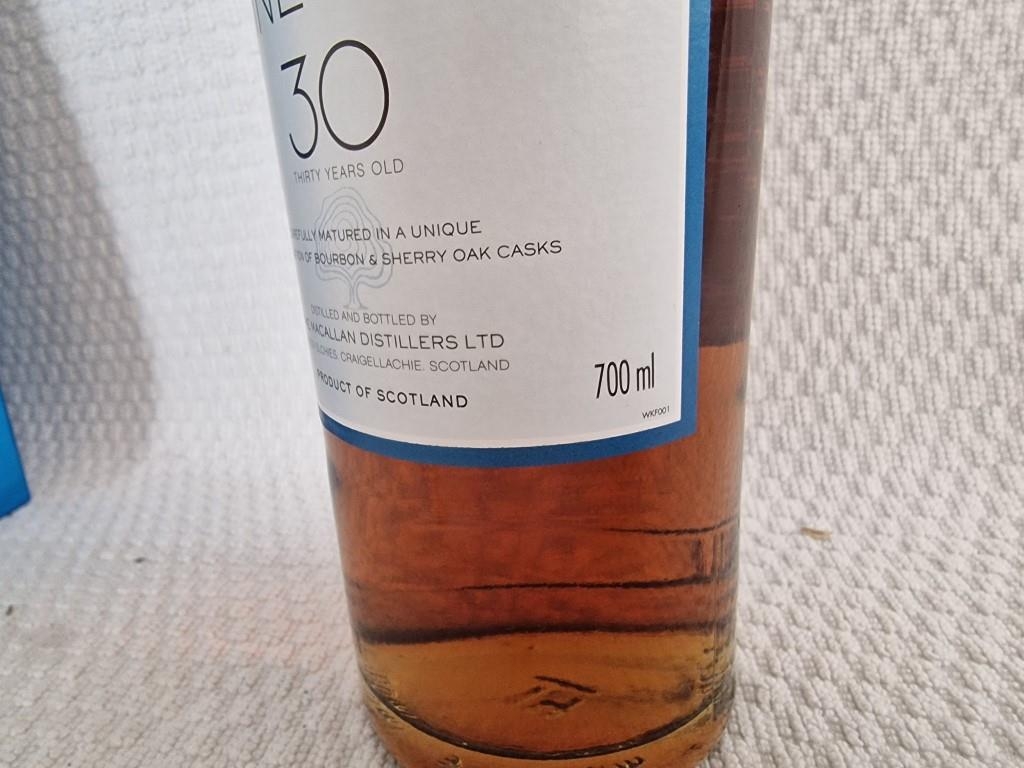 30
THIRTY YEARS OLD
MATURED IN A UNIQUE
OF BOURBON & SHERRY OAK CASKS
DISTILLED AND BOTTLED BY
MACALLAN DISTILLERS LTD
CRAIGELLACHIE. SCOTLAND
PRODUCT OF SCOTLAND
700 ml
WKF001